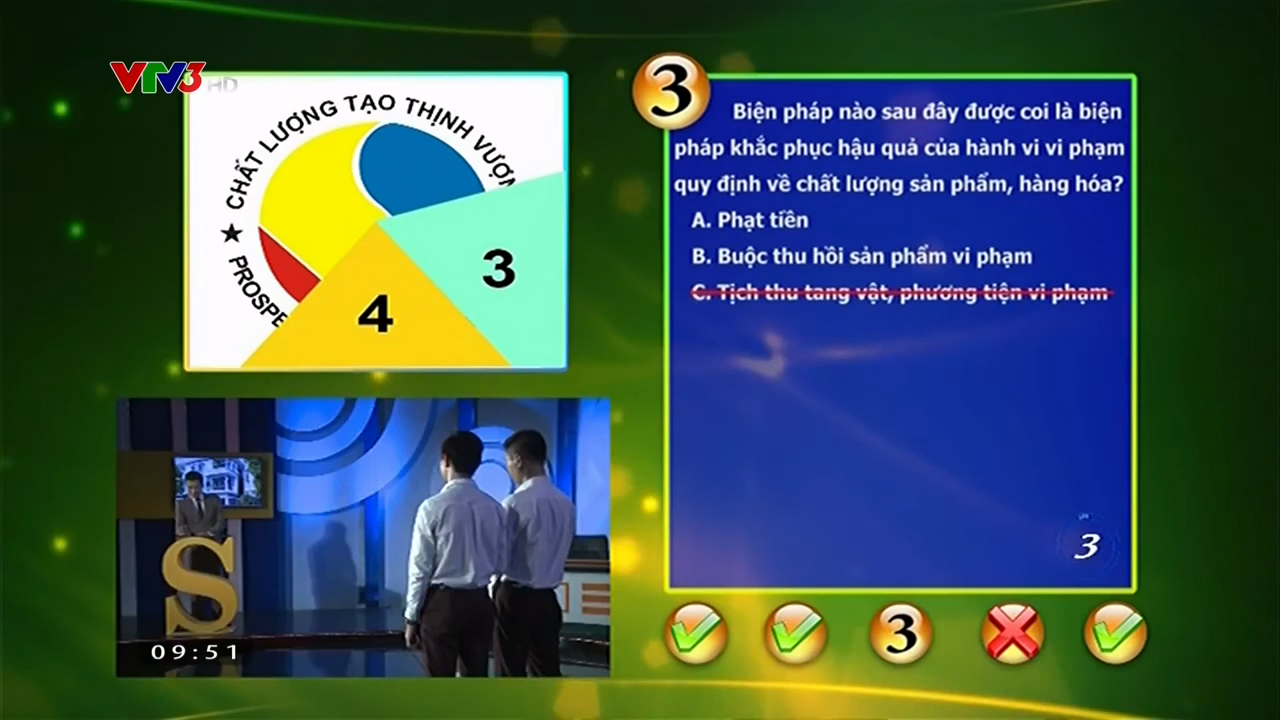 VTV3 HD
CHẤT LƯỢNG TẠO THỊNH VƯỢN
PROSPE
4
3
3
Biện pháp nào sau đây được coi là biện
pháp khắc phục hậu quả của hành vi vi phạm
quy định về chất lượng sản phẩm, hàng hóa?
A. Phạt tiền
B. Buộc thu hồi sản phẩm vi phạm
C. Tịch thu tang vật, phương tiện vi phạm
3
S
09:51
3